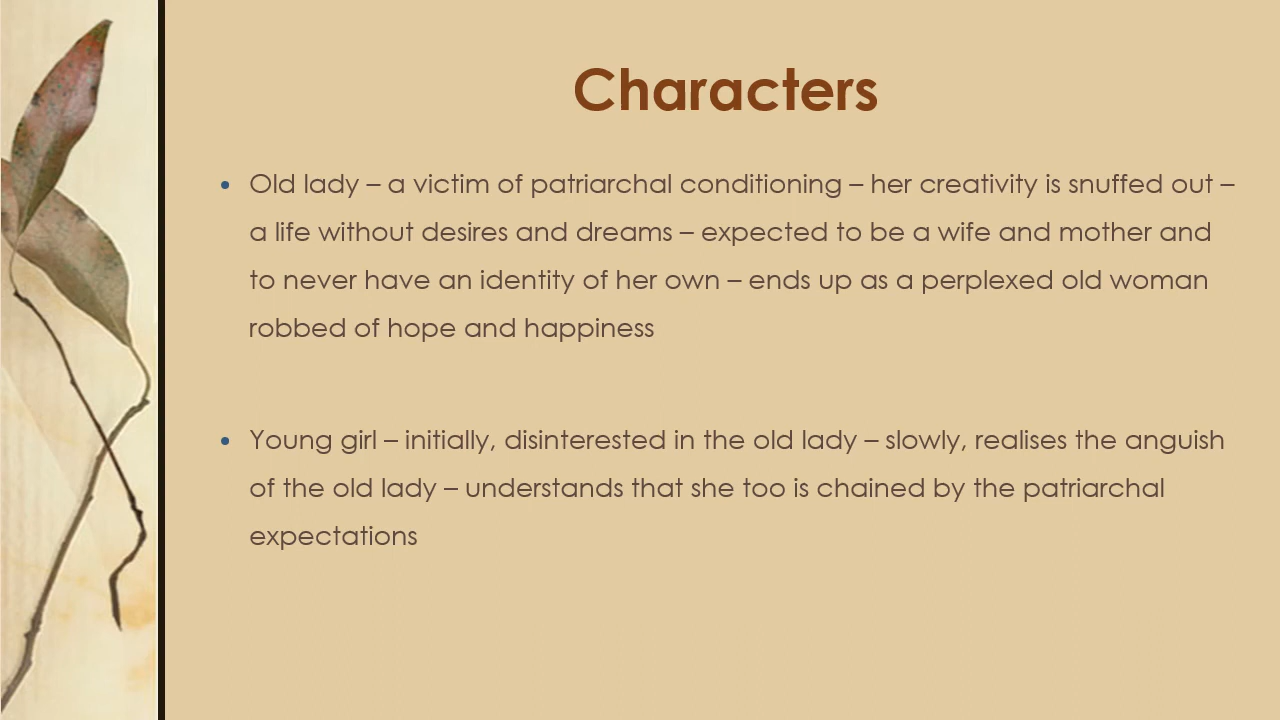 Characters
• Old lady – a victim of patriarchal conditioning – her creativity is snuffed out –
a life without desires and dreams – expected to be a wife and mother and
to never have an identity of her own – ends up as a perplexed old woman
robbed of hope and happiness
• Young girl – initially, disinterested in the old lady – slowly, realises the anguish
of the old lady – understands that she too is chained by the patriarchal
expectations